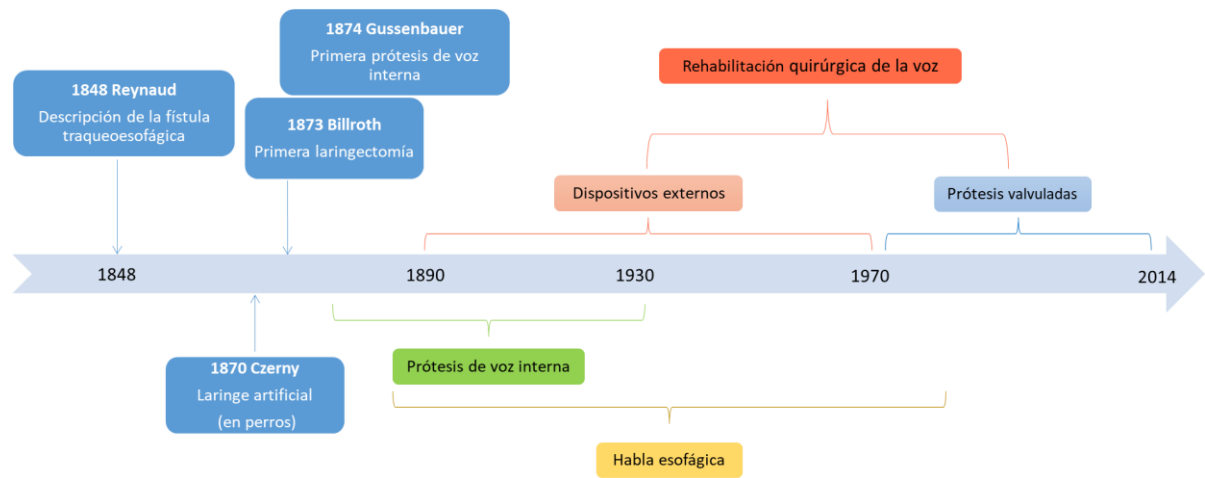 1874 Gussenbauer
Primera prótesis de voz
interna
Rehabilitación quirúrgica de la voz
1848 Reynaud
Descripción de la fístula
traqueoesofágica
1873 Billroth
Primera laringectomía
Dispositivos externos
Prótesis valvuladas
1848
1890
1930
1970
2014
1870 Czerny
Laringe artificial
(en perros)
Prótesis de voz interna
Habla esofágica